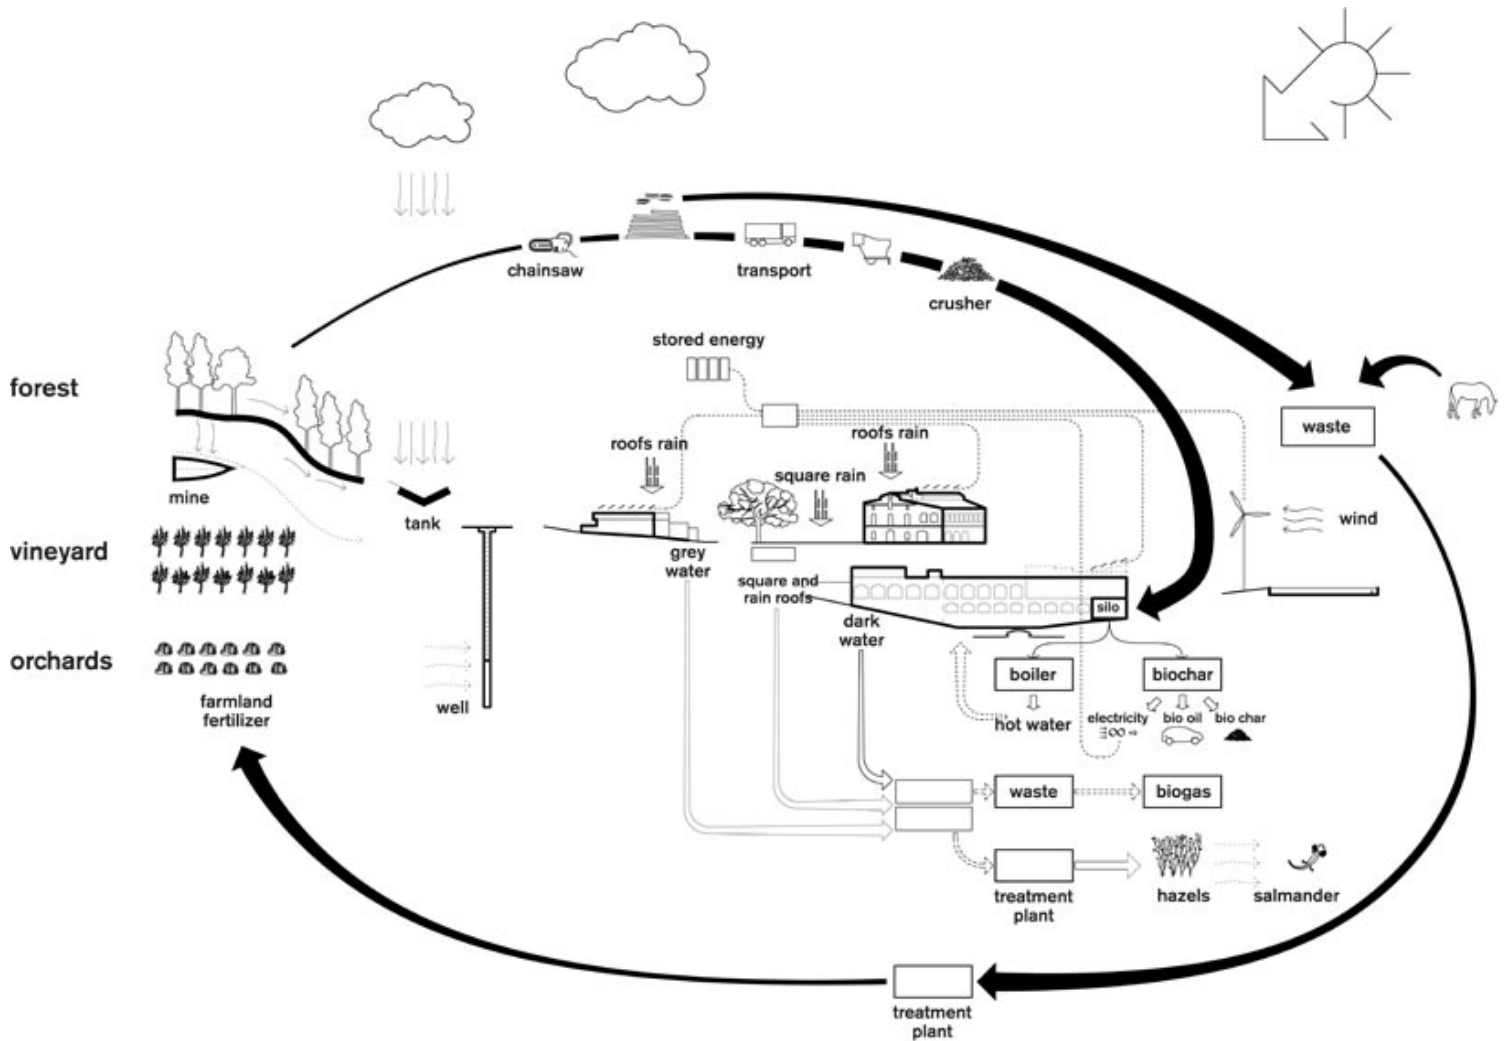 chainsaw
transport
crusher
stored energy
forest
waste
roofs rain
roofs rain
square rain
mine
tank
wind
vineyard
grey
water
square and
rain roofs
silo
dark
water
orchards
boiler
biochar
farmland
fertilizer
well
hot water
electricity
bio oil
bio char
waste
biogas
treatment
plant
hazels
salmander
treatment
plant